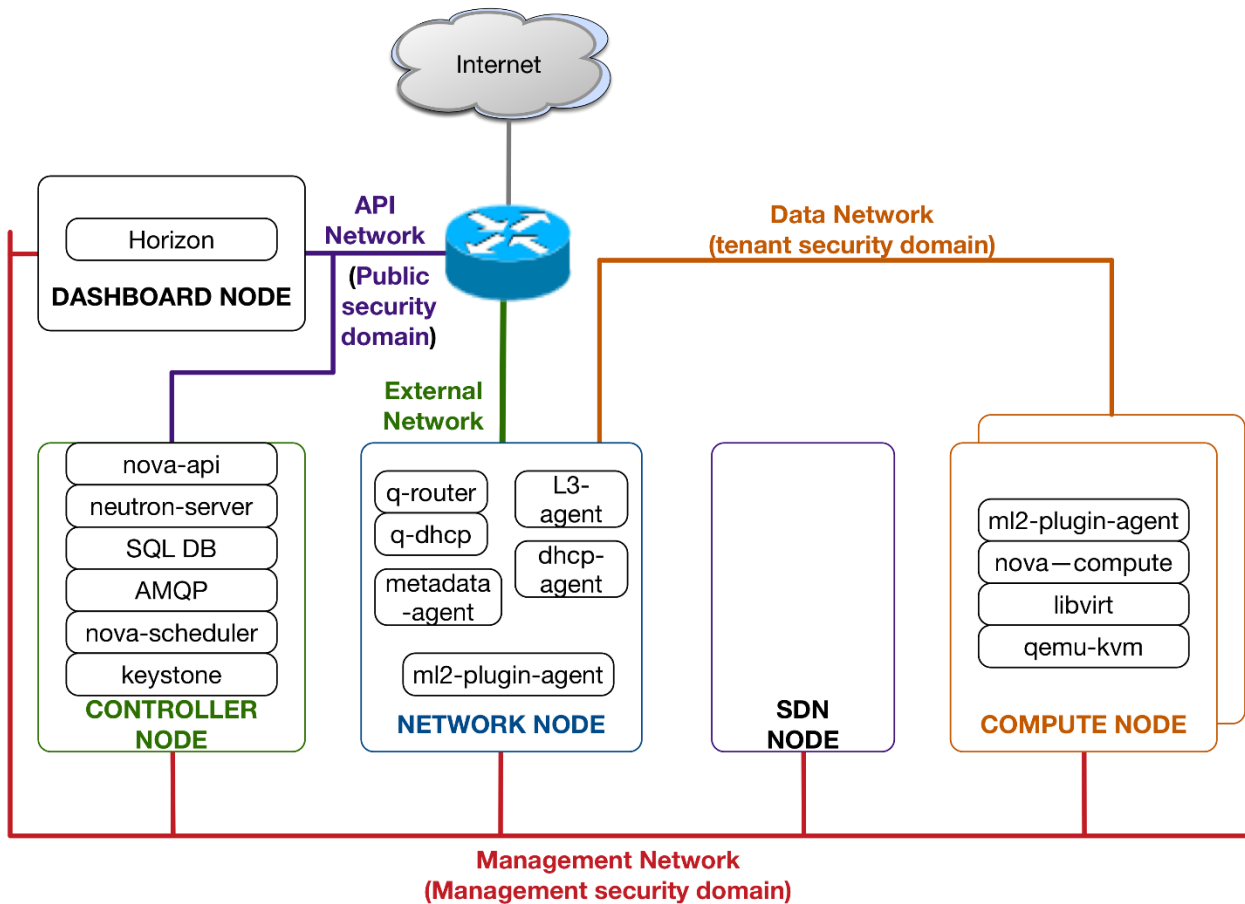 Internet
API
Network
(Public
security
domain)
Data Network
(tenant security domain)
Horizon
DASHBOARD NODE
External
Network
nova-api
neutron-server
SQL DB
AMQP
nova-scheduler
keystone
CONTROLLER
NODE
q-router
q-dhcp
metadata
-agent
L3-
agent
dhcp-
agent
ml2-plugin-agent
NETWORK NODE
SDN
NODE
ml2-plugin-agent
nova—compute
libvirt
qemu-kvm
COMPUTE NODE
Management Network
(Management security domain)